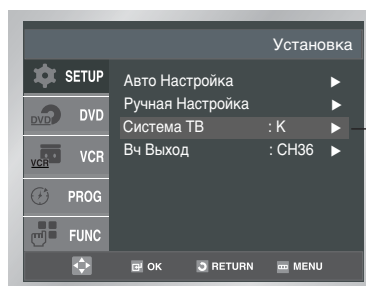 Установка
SETUP
DVD
DVD
VCR
VCR
PROG
FUNC
Авто Настройка ►
Ручная Настройка ►
Система ТВ : K ►
Вч Выход : CH36 ►
OK RETURN MENU